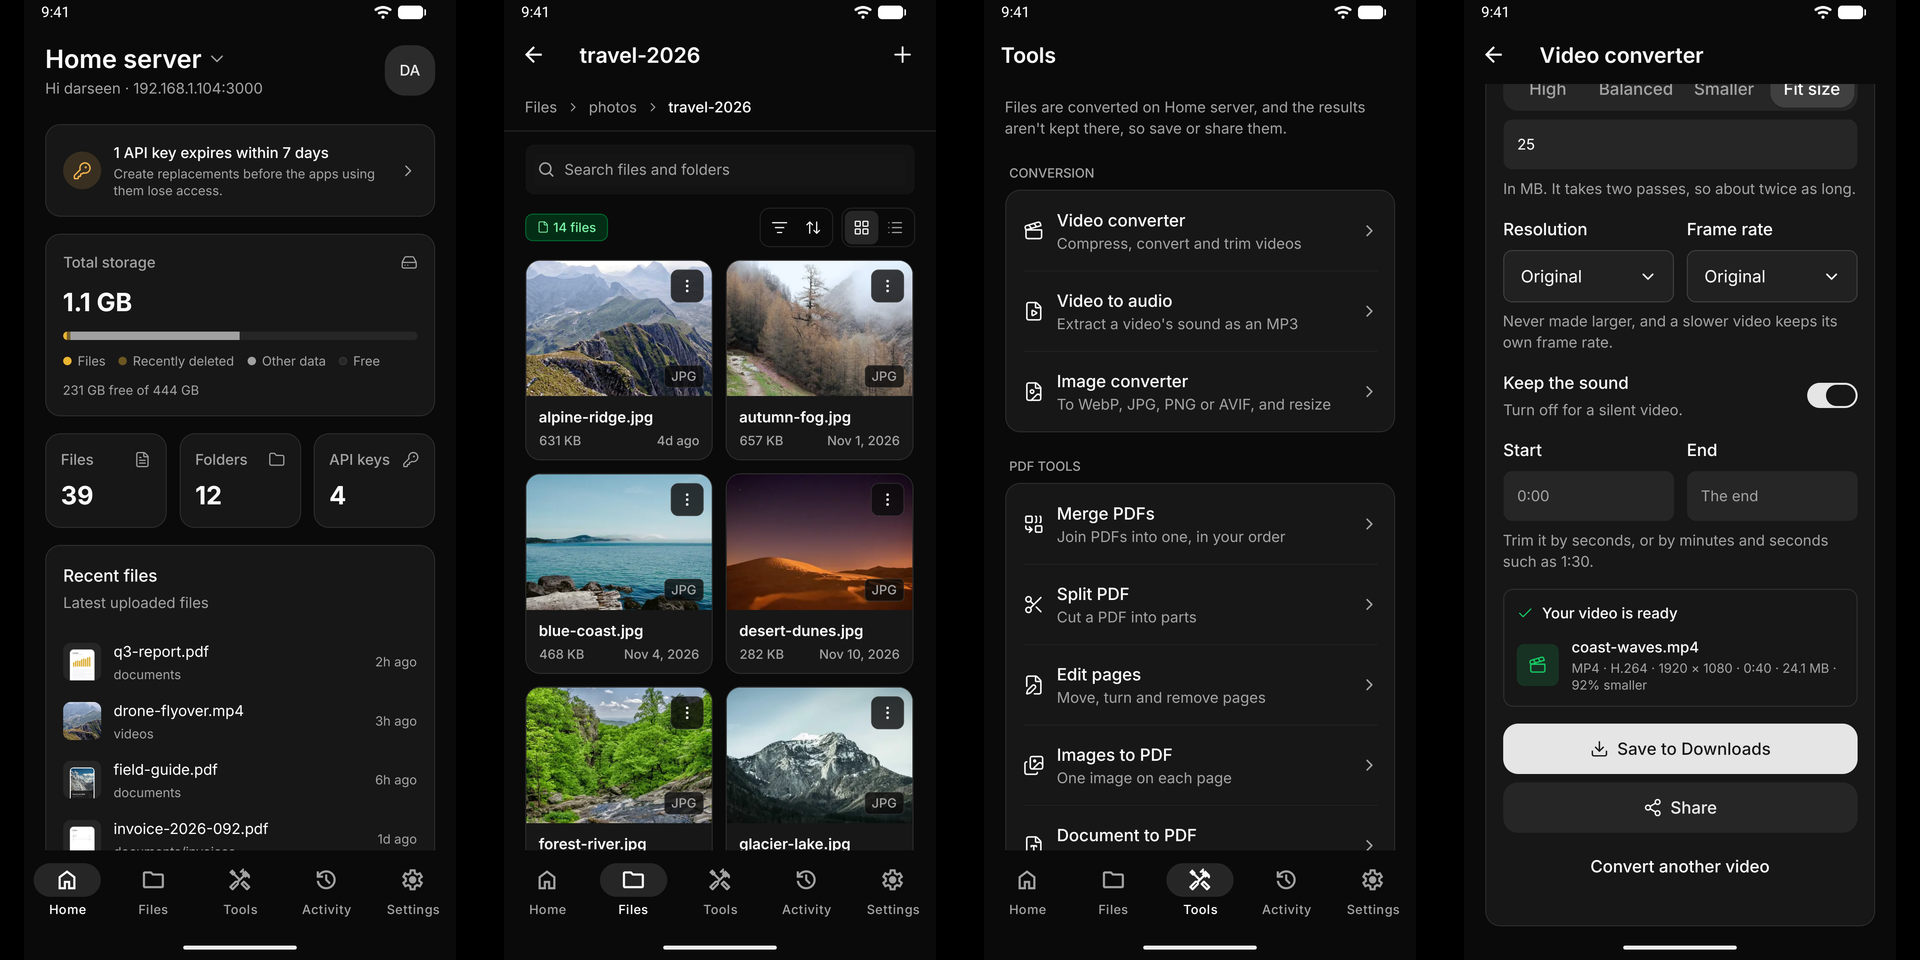 9:41
Home server
Hi darseen · 192.168.1.104:3000
DA
1 API key expires within 7 days
Create replacements before the apps using
them lose access.
Total storage
1.1 GB
Files
Recently deleted
Other data
Free
231 GB free of 444 GB
Files
39
Folders
12
API keys
4
Recent files
Latest uploaded files
q3-report.pdf
documents
2h ago
drone-flyover.mp4
videos
3h ago
field-guide.pdf
documents
6h ago
invoice-2026-092.pdf
1d ago
Home
Files
Tools
Activity
Settings
9:41
travel-2026
Files
photos
travel-2026
Search files and folders
14 files
JPG
alpine-ridge.jpg
631 KB
4d ago
JPG
autumn-fog.jpg
657 KB
Nov 1, 2026
JPG
blue-coast.jpg
468 KB
Nov 4, 2026
JPG
desert-dunes.jpg
282 KB
Nov 10, 2026
JPG
forest-river.jpg
JPG
glacier-lake.jpg
Home
Files
Tools
Activity
Settings
9:41
Tools
Files are converted on Home server, and the results
aren't kept there, so save or share them.
CONVERSION
Video converter
Compress, convert and trim videos
Video to audio
Extract a video's sound as an MP3
Image converter
To WebP, JPG, PNG or AVIF, and resize
PDF TOOLS
Merge PDFs
Join PDFs into one, in your order
Split PDF
Cut a PDF into parts
Edit pages
Move, turn and remove pages
Images to PDF
One image on each page
Document to PDF
Home
Files
Tools
Activity
Settings
9:41
Video converter
High
Balanced
Smaller
Fit size
25
In MB. It takes two passes, so about twice as long.
Resolution
Frame rate
Original
Original
Never made larger, and a slower video keeps its
own frame rate.
Keep the sound
Turn off for a silent video.
Start
End
0:00
The end
Trim it by seconds, or by minutes and seconds
such as 1:30.
Your video is ready
coast-waves.mp4
MP4 · H.264 · 1920 × 1080 · 0:40 · 24.1 MB ·
92% smaller
Save to Downloads
Share
Convert another video